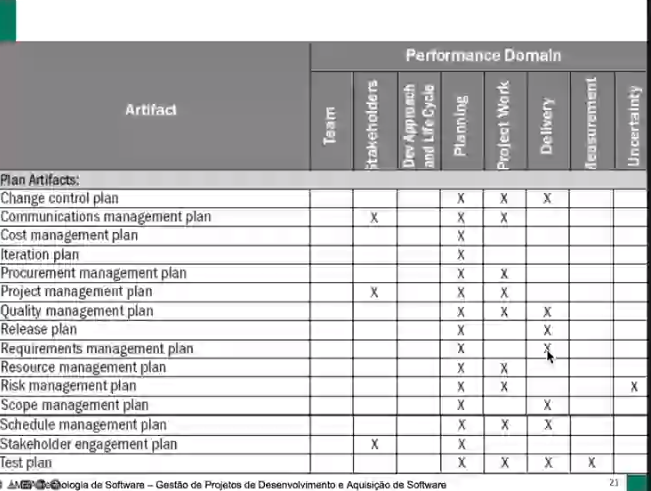 Performance Domain
Artifact
Team
Stakeholders
Dev Approach
and Life Cycle
Planning
Project Work
Delivery
Measurement
Uncertainty
Plan Artifacts:
Change control plan X X X
Communications management plan X X X
Cost management plan X
Iteration plan X
Procurement management plan X X
Project management plan X X X
Quality management plan X X X
Release plan X X
Requirements management plan X X
Resource management plan X X
Risk management plan X X X
Scope management plan X X
Schedule management plan X X X
Stakeholder engagement plan X X
Test plan X X X X
de Software – Gestão de Projetos de Desenvolvimento e Aquisição de Software
21